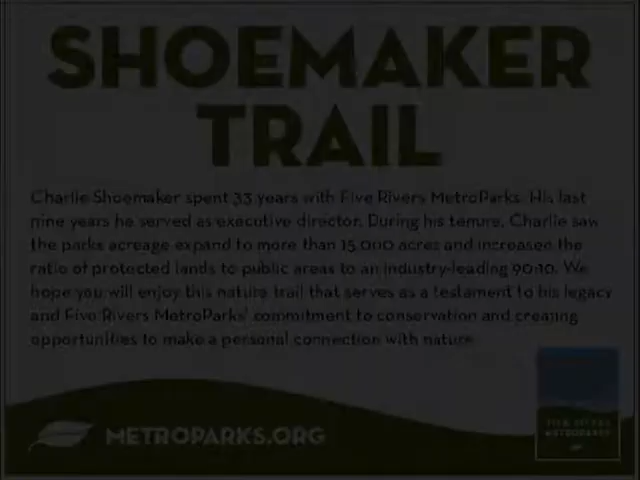 SHOEMAKER
TRAIL
Charlie Shoemaker spent 33 years with Five Rivers MetroParks. His last
nine years he served as executive director. During his tenure, Charlie saw
the parks acreage expand to more than 15,000 acres and increased the
ratio of protected lands to public areas to an industry-leading 90:10. We
hope you will enjoy this nature trail that serves as a testament to his legacy
and Five Rivers MetroParks' commitment to conservation and creating
opportunities to make a personal connection with nature.
METROPARKS.ORG
FIVE RIVERS
METROPARKS